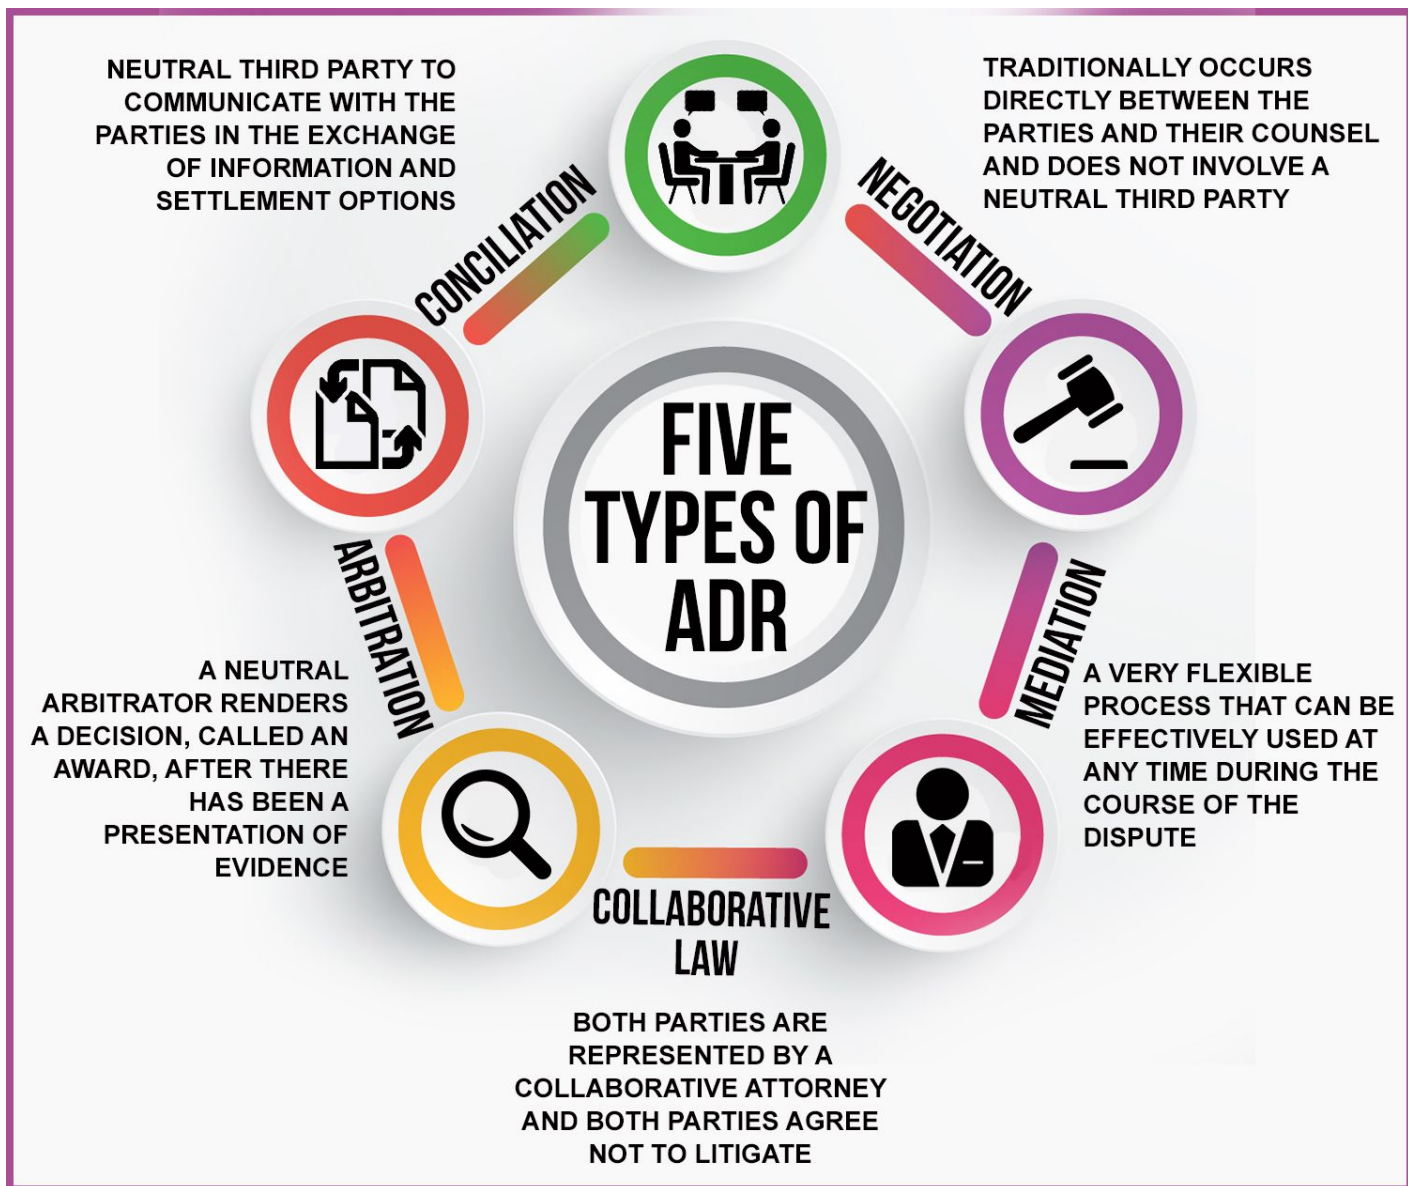 FIVE
TYPES OF
ADR
CONCILIATION
NEUTRAL THIRD PARTY TO
COMMUNICATE WITH THE
PARTIES IN THE EXCHANGE
OF INFORMATION AND
SETTLEMENT OPTIONS
NEGOTIATION
TRADITIONALLY OCCURS
DIRECTLY BETWEEN THE
PARTIES AND THEIR COUNSEL
AND DOES NOT INVOLVE A
NEUTRAL THIRD PARTY
MEDIATION
A VERY FLEXIBLE
PROCESS THAT CAN BE
EFFECTIVELY USED AT
ANY TIME DURING THE
COURSE OF THE
DISPUTE
COLLABORATIVE
LAW
BOTH PARTIES ARE
REPRESENTED BY A
COLLABORATIVE ATTORNEY
AND BOTH PARTIES AGREE
NOT TO LITIGATE
ARBITRATION
A NEUTRAL
ARBITRATOR RENDERS
A DECISION, CALLED AN
AWARD, AFTER THERE
HAS BEEN A
PRESENTATION OF
EVIDENCE